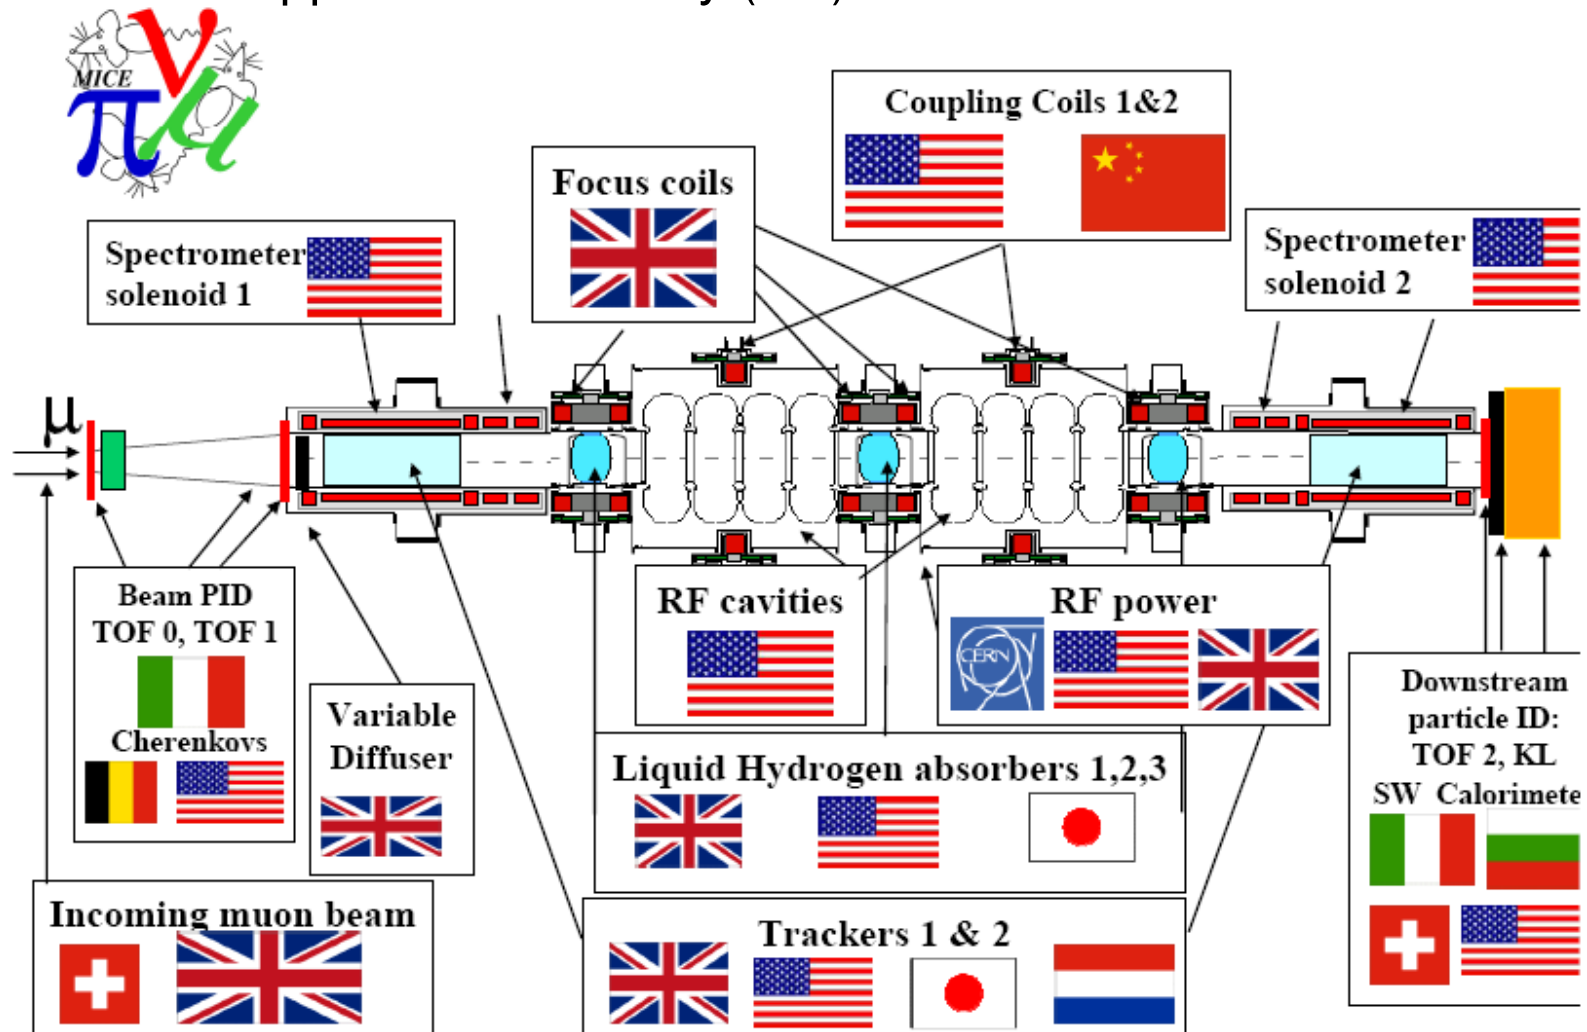 MICE
ν
π
μ
Coupling Coils 1&2
Focus coils
Spectrometer
solenoid 1
Spectrometer
solenoid 2
μ
Beam PID
TOF 0, TOF 1
Cherenkovs
Variable
Diffuser
RF cavities
RF power
CERN
Liquid Hydrogen absorbers 1,2,3
Downstream
particle ID:
TOF 2, KL
SW Calorimete
Incoming muon beam
Trackers 1 & 2